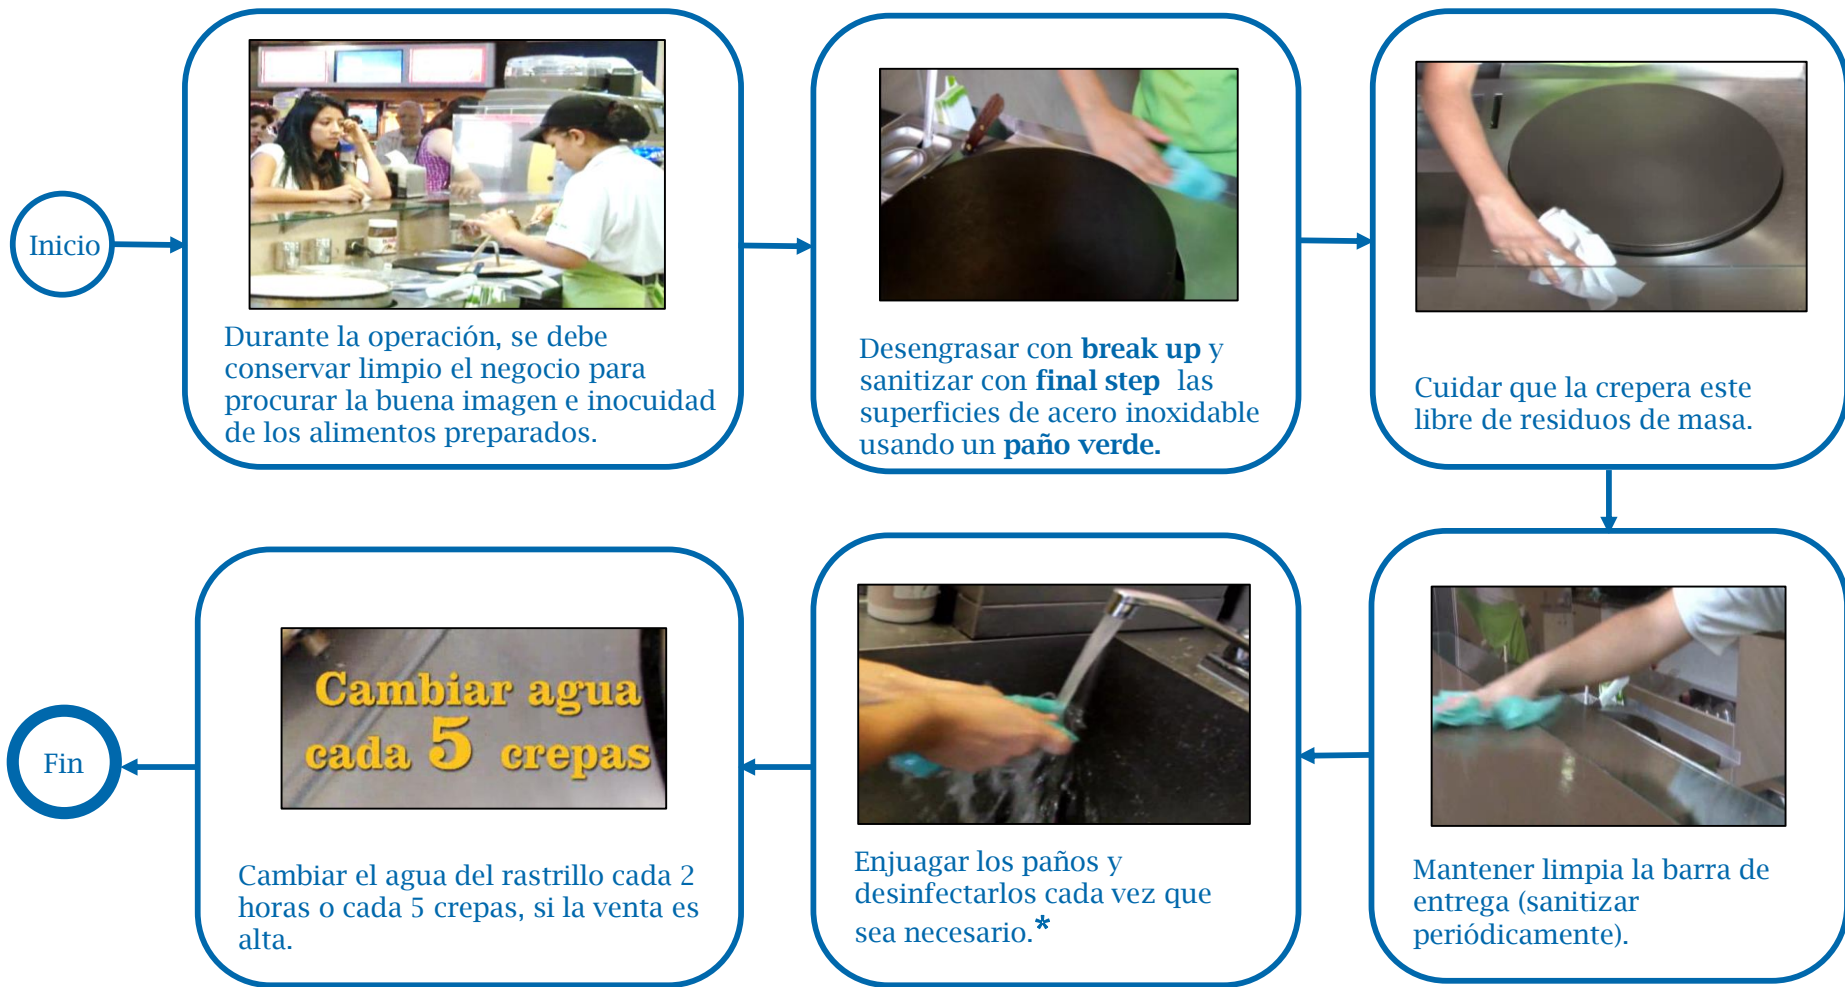 Inicio
Durante la operación, se debe
conservar limpio el negocio para
procurar la buena imagen e inocuidad
de los alimentos preparados.
Desengrasar con break up y
sanitizar con final step las
superficies de acero inoxidable
usando un paño verde.
Cuidar que la crepera este
libre de residuos de masa.
Mantener limpia la barra de
entrega (sanitizar
periódicamente).
Enjuagar los paños y
desinfectarlos cada vez que
sea necesario.*
Cambiar agua
cada 5 crepas
Cambiar el agua del rastrillo cada 2
horas o cada 5 crepas, si la venta es
alta.
Fin